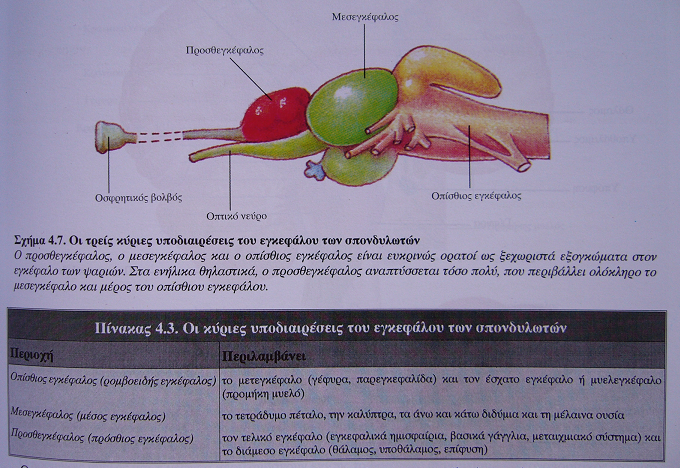 Μεσεγκέφαλος
Προσθεγκέφαλος
Οσφρητικός βολβός
Οπτικό νεύρο
Οπίσθιος εγκέφαλος
Σχήμα 4.7. Οι τρείς κύριες υποδιαιρέσεις του εγκεφάλου των σπονδυλωτών
Ο προσθεγκέφαλος, ο μεσεγκέφαλος και ο οπίσθιος εγκέφαλος είναι ευκρινώς ορατοί ως ξεχωριστά εξογκώματα στον
εγκέφαλο των ψαριών. Στα ενήλικα θηλαστικά, ο προσθεγκέφαλος αναπτύσσεται τόσο πολύ, που περιβάλλει ολόκληρο το
μεσεγκέφαλο και μέρος του οπίσθιου εγκεφάλου.
Πίνακας 4.3. Οι κύριες υποδιαιρέσεις του εγκεφάλου των σπονδυλωτών
Περιοχή Περιλαμβάνει
Οπίσθιος εγκέφαλος (ρομβοειδής εγκέφαλος) το μετεγκέφαλο (γέφυρα, παρεγκεφαλίδα) και τον έσχατο εγκέφαλο ή μυελεγκέφαλο
(προμήκη μυελό)
Μεσεγκέφαλος (μέσος εγκέφαλος) το τετράδυμο πέταλο, την καλύπτρα, τα άνω και κάτω διδύμια και τη μέλαινα ουσία
Προσθεγκέφαλος (πρόσθιος εγκέφαλος) τον τελικό εγκέφαλο (εγκεφαλικά ημισφαίρια, βασικά γάγγλια, μεταιχμιακό σύστημα) και
το διάμεσο εγκέφαλο (θάλαμος, υποθάλαμος, επίφυση)